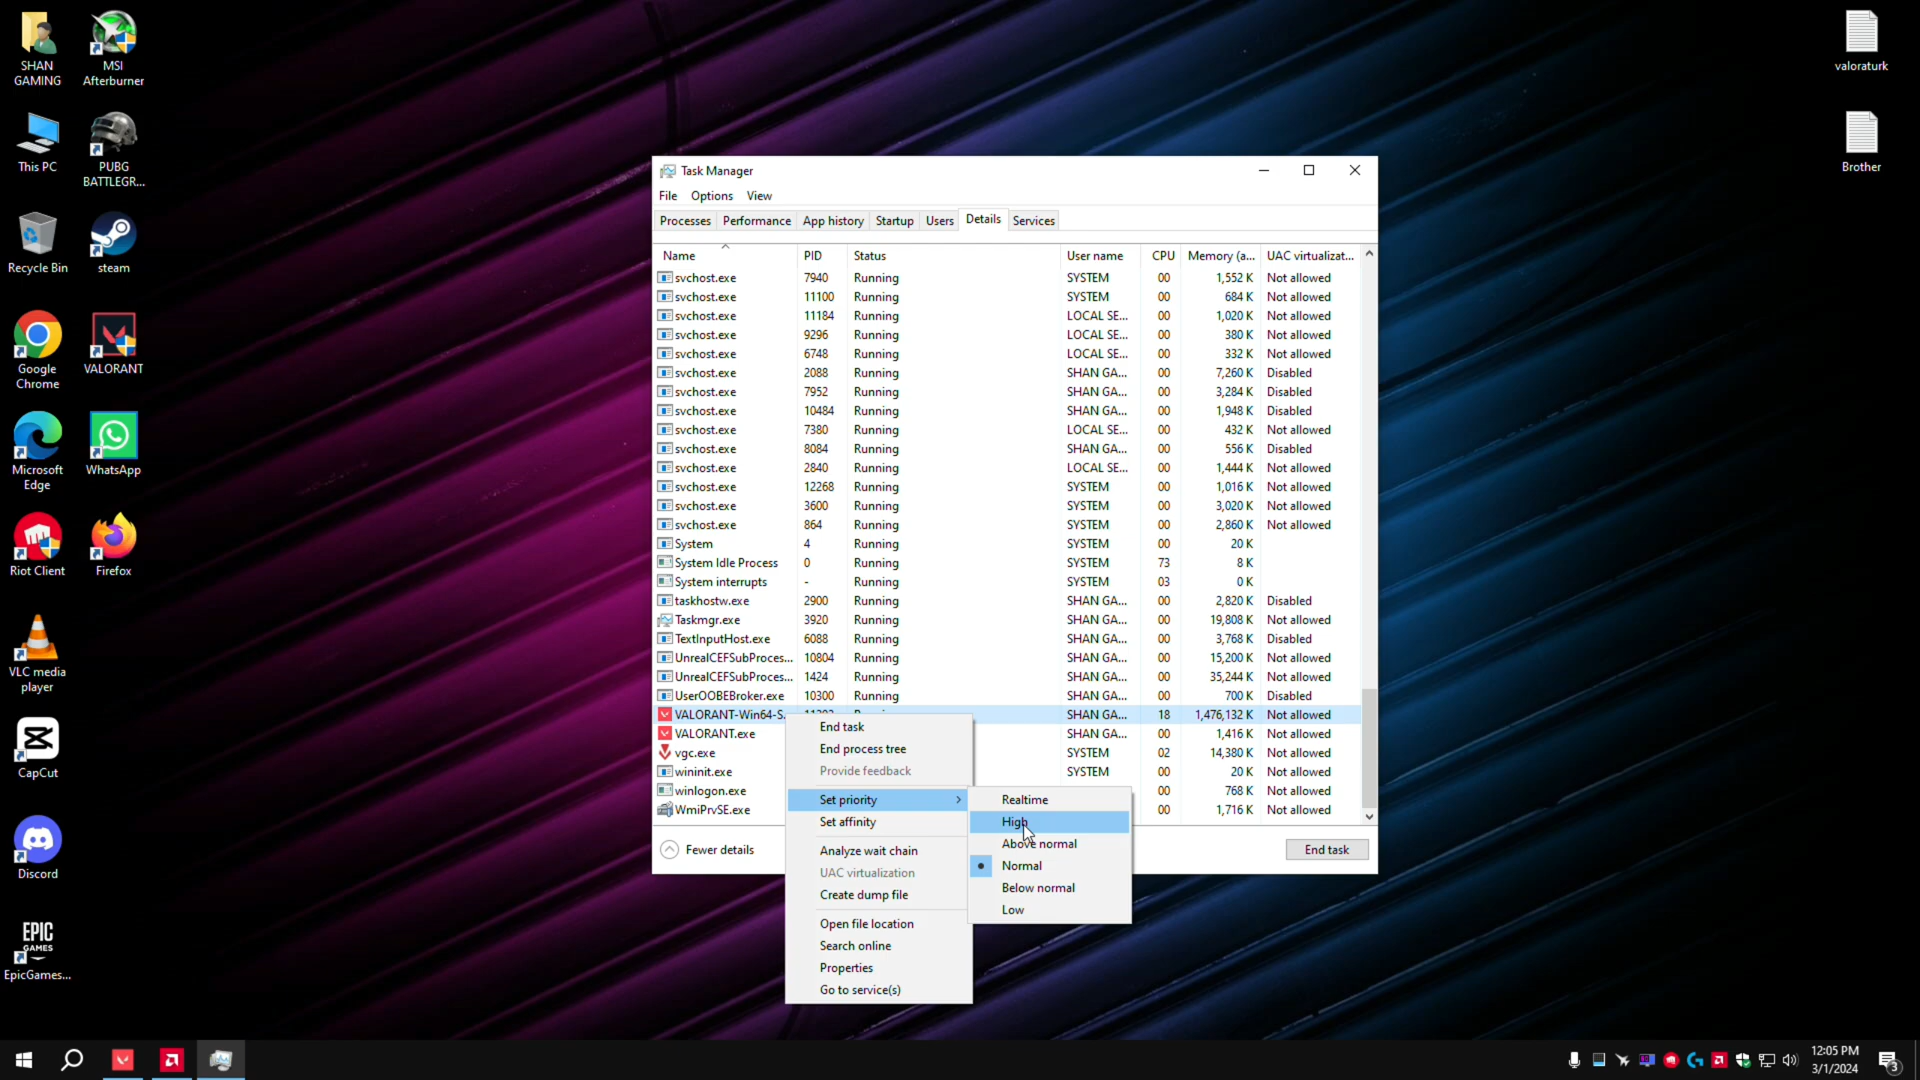 SHAN
GAMING
MSI
Afterburner
This PC
PUBG
BATTLEGR...
Recycle Bin
steam
Google
Chrome
VALORANT
Microsoft
Edge
WhatsApp
Riot Client
Firefox
VLC media
player
CapCut
Discord
EPIC
GAMES
EpicGames...
valoraturk
Brother
Task Manager
File Options View
Processes Performance App history Startup Users Details Services
Name PID Status User name CPU Memory (a... UAC virtualizat...
svchost.exe 7940 Running SYSTEM 00 1,552 K Not allowed
svchost.exe 11100 Running SYSTEM 00 684 K Not allowed
svchost.exe 11184 Running LOCAL SE... 00 1,020 K Not allowed
svchost.exe 9296 Running LOCAL SE... 00 380 K Not allowed
svchost.exe 6748 Running LOCAL SE... 00 332 K Not allowed
svchost.exe 2088 Running SHAN GA... 00 7,260 K Disabled
svchost.exe 7952 Running SHAN GA... 00 3,284 K Disabled
svchost.exe 10484 Running SHAN GA... 00 1,948 K Disabled
svchost.exe 7380 Running LOCAL SE... 00 432 K Not allowed
svchost.exe 8084 Running SHAN GA... 00 556 K Disabled
svchost.exe 2840 Running LOCAL SE... 00 1,444 K Not allowed
svchost.exe 12268 Running SYSTEM 00 1,016 K Not allowed
svchost.exe 3600 Running SYSTEM 00 3,020 K Not allowed
svchost.exe 864 Running SYSTEM 00 2,860 K Not allowed
System 4 Running SYSTEM 00 20 K
System Idle Process 0 Running SYSTEM 73 8 K
System interrupts - Running SYSTEM 03 0 K
taskhostw.exe 2900 Running SHAN GA... 00 2,820 K Disabled
Taskmgr.exe 3920 Running SHAN GA... 00 19,808 K Not allowed
TextInputHost.exe 6088 Running SHAN GA... 00 3,768 K Disabled
UnrealCEFSubProces... 10804 Running SHAN GA... 00 15,200 K Not allowed
UnrealCEFSubProces... 1424 Running SHAN GA... 00 35,244 K Not allowed
UserOOBEBroker.exe 10300 Running SHAN GA... 00 700 K Disabled
VALORANT-Win64-S... SHAN GA... 18 1,476,132 K Not allowed
VALORANT.exe SHAN GA... 00 1,416 K Not allowed
vgc.exe SYSTEM 02 14,380 K Not allowed
wininit.exe SYSTEM 00 20 K Not allowed
winlogon.exe 00 768 K Not allowed
WmiPrvSE.exe 00 1,716 K Not allowed
Fewer details
End task
End task
End process tree
Provide feedback
Set priority
Set affinity
Analyze wait chain
UAC virtualization
Create dump file
Open file location
Search online
Properties
Go to service(s)
Realtime
High
Above normal
Normal
Below normal
Low
12:05 PM
3/1/2024
3